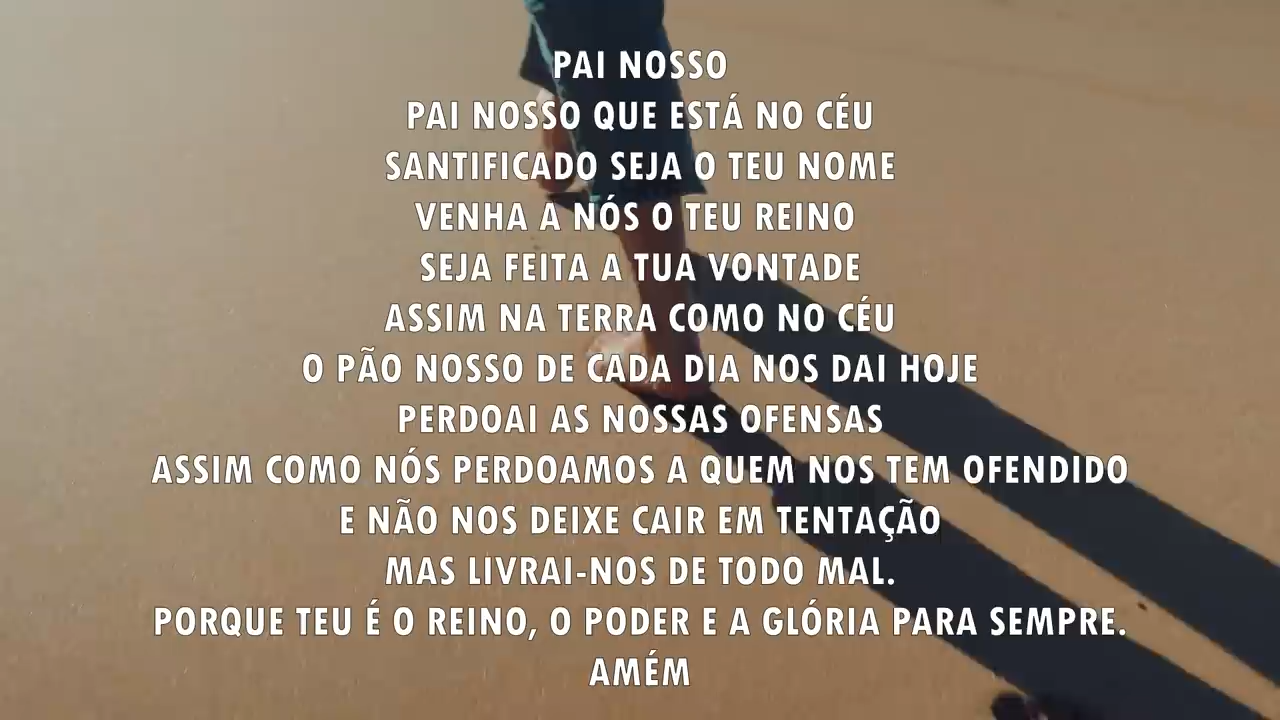 PAI NOSSO
PAI NOSSO QUE ESTÁ NO CÉU
SANTIFICADO SEJA O TEU NOME
VENHA A NÓS O TEU REINO
SEJA FEITA A TUA VONTADE
ASSIM NA TERRA COMO NO CÉU
O PÃO NOSSO DE CADA DIA NOS DAI HOJE
PERDOAI AS NOSSAS OFENSAS
ASSIM COMO NÓS PERDOAMOS A QUEM NOS TEM OFENDIDO
E NÃO NOS DEIXE CAIR EM TENTAÇÃO
MAS LIVRAI-NOS DE TODO MAL.
PORQUE TEU É O REINO, O PODER E A GLÓRIA PARA SEMPRE.
AMÉM